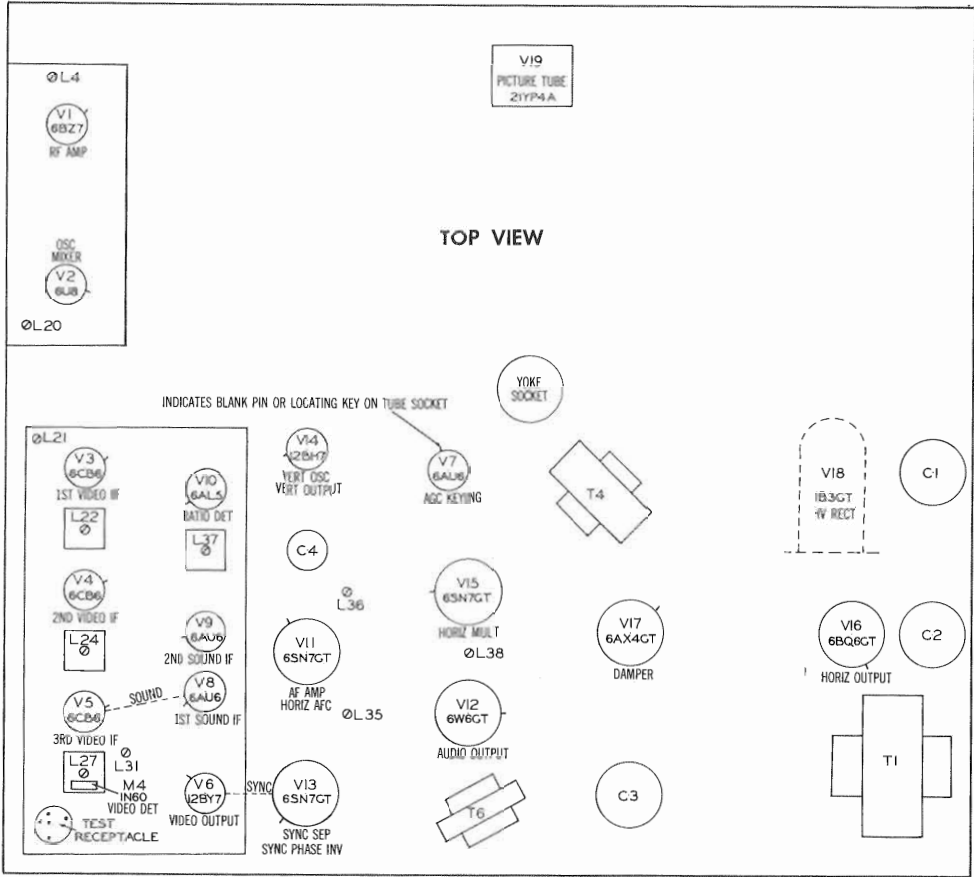 V19
PICTURE TUBE
21YP4A
ØL4
V1
6BZ7
RF AMP
TOP VIEW
OSC
MIXER
V2
6U8
ØL20
YOKE
SOCKET
INDICATES BLANK PIN OR LOCATING KEY ON TUBE SOCKET
ØL21
V3
6CB6
1ST VIDEO IF
L22
V10
6AL5
RATIO DET
L37
V14
12BH7
VERT OSC
VERT OUTPUT
V7
6AU6
AGC KEYING
T4
V18
1B3GT
HV RECT
C1
C4
V4
6CB6
2ND VIDEO IF
L24
L36
V15
6SN7GT
HORIZ MULT
ØL38
V9
6AU6
2ND SOUND IF
V11
6SN7GT
AF AMP
HORIZ AFC
V17
6AX4GT
DAMPER
V16
6BQ6GT
HORIZ OUTPUT
C2
V5
6CB6
3RD VIDEO IF
SOUND
V8
6AU6
1ST SOUND IF
ØL35
V12
6W6GT
AUDIO OUTPUT
L27
L31
M4
IN60
VIDEO DET
V6
12BY7
VIDEO OUTPUT
SYNC
V13
6SN7GT
SYNC SEP
SYNC PHASE INV
T6
C3
T1
TEST
RECEPTACLE